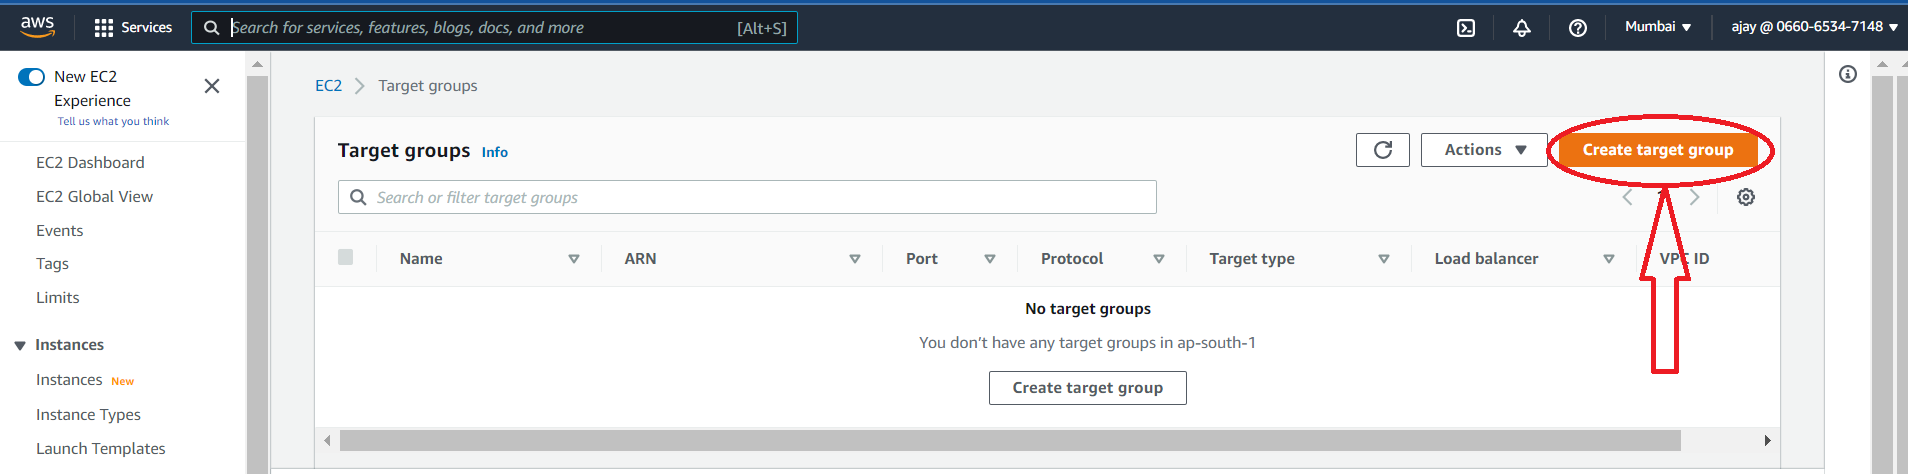 aws
Services
Search for services, features, blogs, docs, and more [Alt+S]
Mumbai
ajay @ 0660-6534-7148
New EC2
Experience
Tell us what you think
EC2 Dashboard
EC2 Global View
Events
Tags
Limits
Instances
Instances New
Instance Types
Launch Templates
EC2 > Target groups
Target groups Info
Actions
Create target group
Search or filter target groups
Name ARN Port Protocol Target type Load balancer VPC ID
No target groups
You don't have any target groups in ap-south-1
Create target group